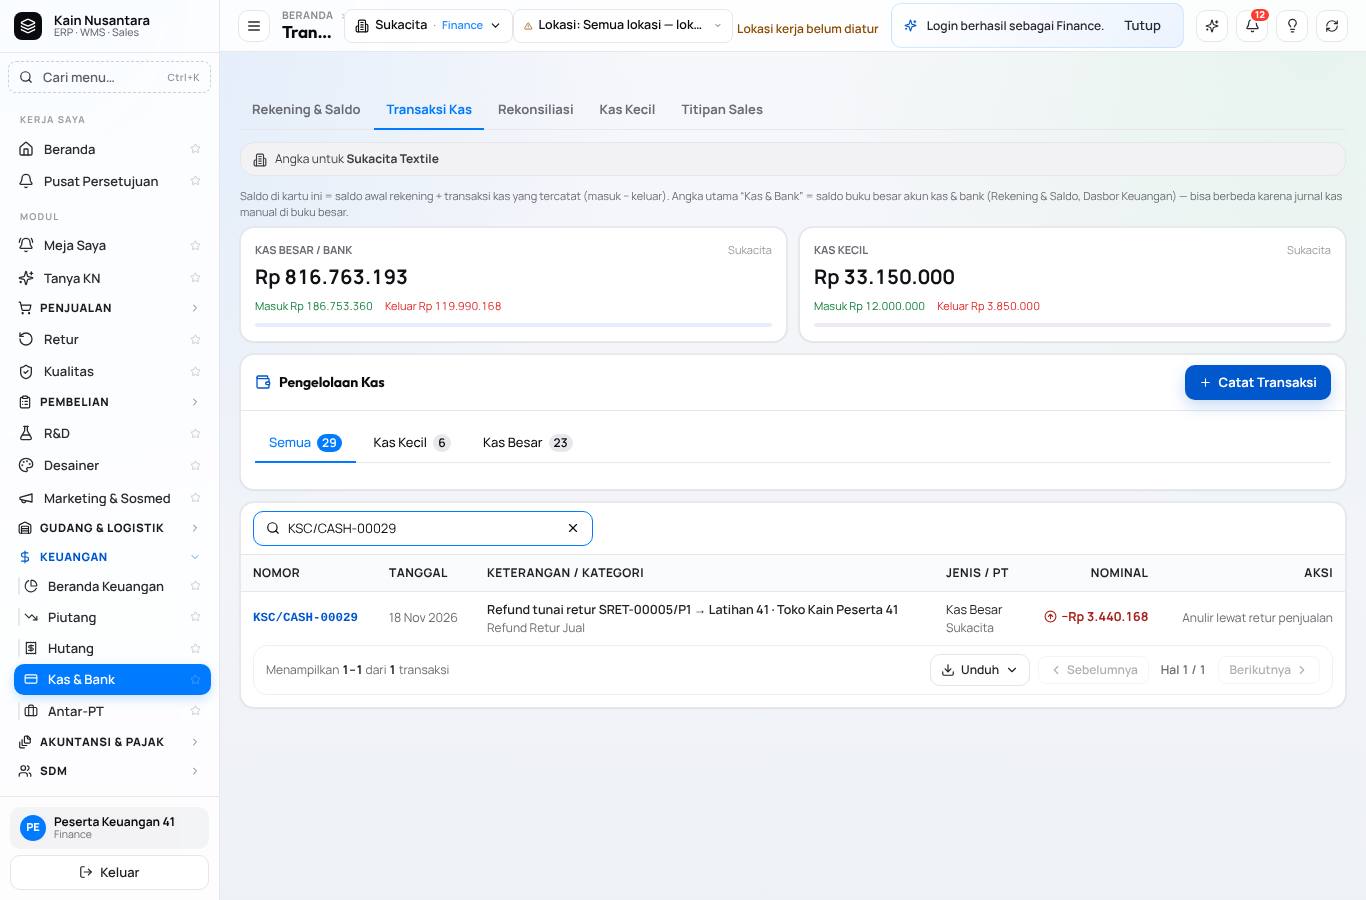 Kain Nusantara
ERP · WMS · Sales
Cari menu... Ctrl+K
KERJA SAYA
Beranda
Pusat Persetujuan
MODUL
Meja Saya
Tanya KN
PENJUALAN
Retur
Kualitas
PEMBELIAN
R&D
Desainer
Marketing & Sosmed
GUDANG & LOGISTIK
KEUANGAN
Beranda Keuangan
Piutang
Hutang
Kas & Bank
Antar-PT
AKUNTANSI & PAJAK
SDM
PE
Peserta Keuangan 41
Finance
Keluar
BERANDA
Tran...
Sukacita · Finance
Lokasi: Semua lokasi — lok...
Lokasi kerja belum diatur
Login berhasil sebagai Finance. Tutup
12
Rekening & Saldo Transaksi Kas Rekonsiliasi Kas Kecil Titipan Sales
Angka untuk Sukacita Textile
Saldo di kartu ini = saldo awal rekening + transaksi kas yang tercatat (masuk − keluar). Angka utama "Kas & Bank" = saldo buku besar akun kas & bank (Rekening & Saldo, Dasbor Keuangan) — bisa berbeda karena jurnal kas
manual di buku besar.
KAS BESAR / BANK Sukacita
Rp 816.763.193
Masuk Rp 186.753.360 Keluar Rp 119.990.168
KAS KECIL Sukacita
Rp 33.150.000
Masuk Rp 12.000.000 Keluar Rp 3.850.000
Pengelolaan Kas
+ Catat Transaksi
Semua 29 Kas Kecil 6 Kas Besar 23
KSC/CASH-00029
NOMOR TANGGAL KETERANGAN / KATEGORI JENIS / PT NOMINAL AKSI
KSC/CASH-00029 18 Nov 2026 Refund tunai retur SRET-00005/P1 → Latihan 41 · Toko Kain Peserta 41 Kas Besar −Rp 3.440.168 Anulir lewat retur penjualan
Refund Retur Jual Sukacita
Menampilkan 1–1 dari 1 transaksi
Unduh Sebelumnya Hal 1 / 1 Berikutnya